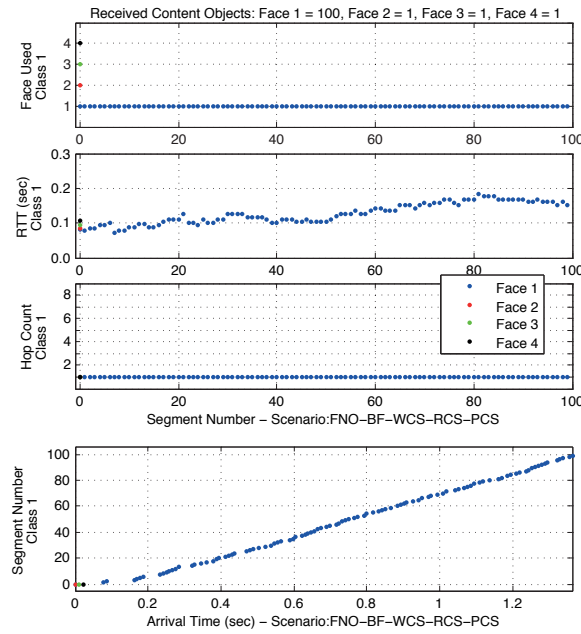 Received Content Objects: Face 1 = 100, Face 2 = 1, Face 3 = 1, Face 4 = 1
Face Used
Class 1
4
3
2
1
0 20 40 60 80 100
RTT (sec)
Class 1
0.3
0.2
0.1
0.0
0 20 40 60 80 100
Hop Count
Class 1
8
6
4
2
Face 1
Face 2
Face 3
Face 4
0 20 40 60 80 100
Segment Number − Scenario:FNO−BF−WCS−RCS−PCS
Segment Number
Class 1
100
80
60
40
20
0
0 0.2 0.4 0.6 0.8 1 1.2
Arrival Time (sec) − Scenario:FNO−BF−WCS−RCS−PCS